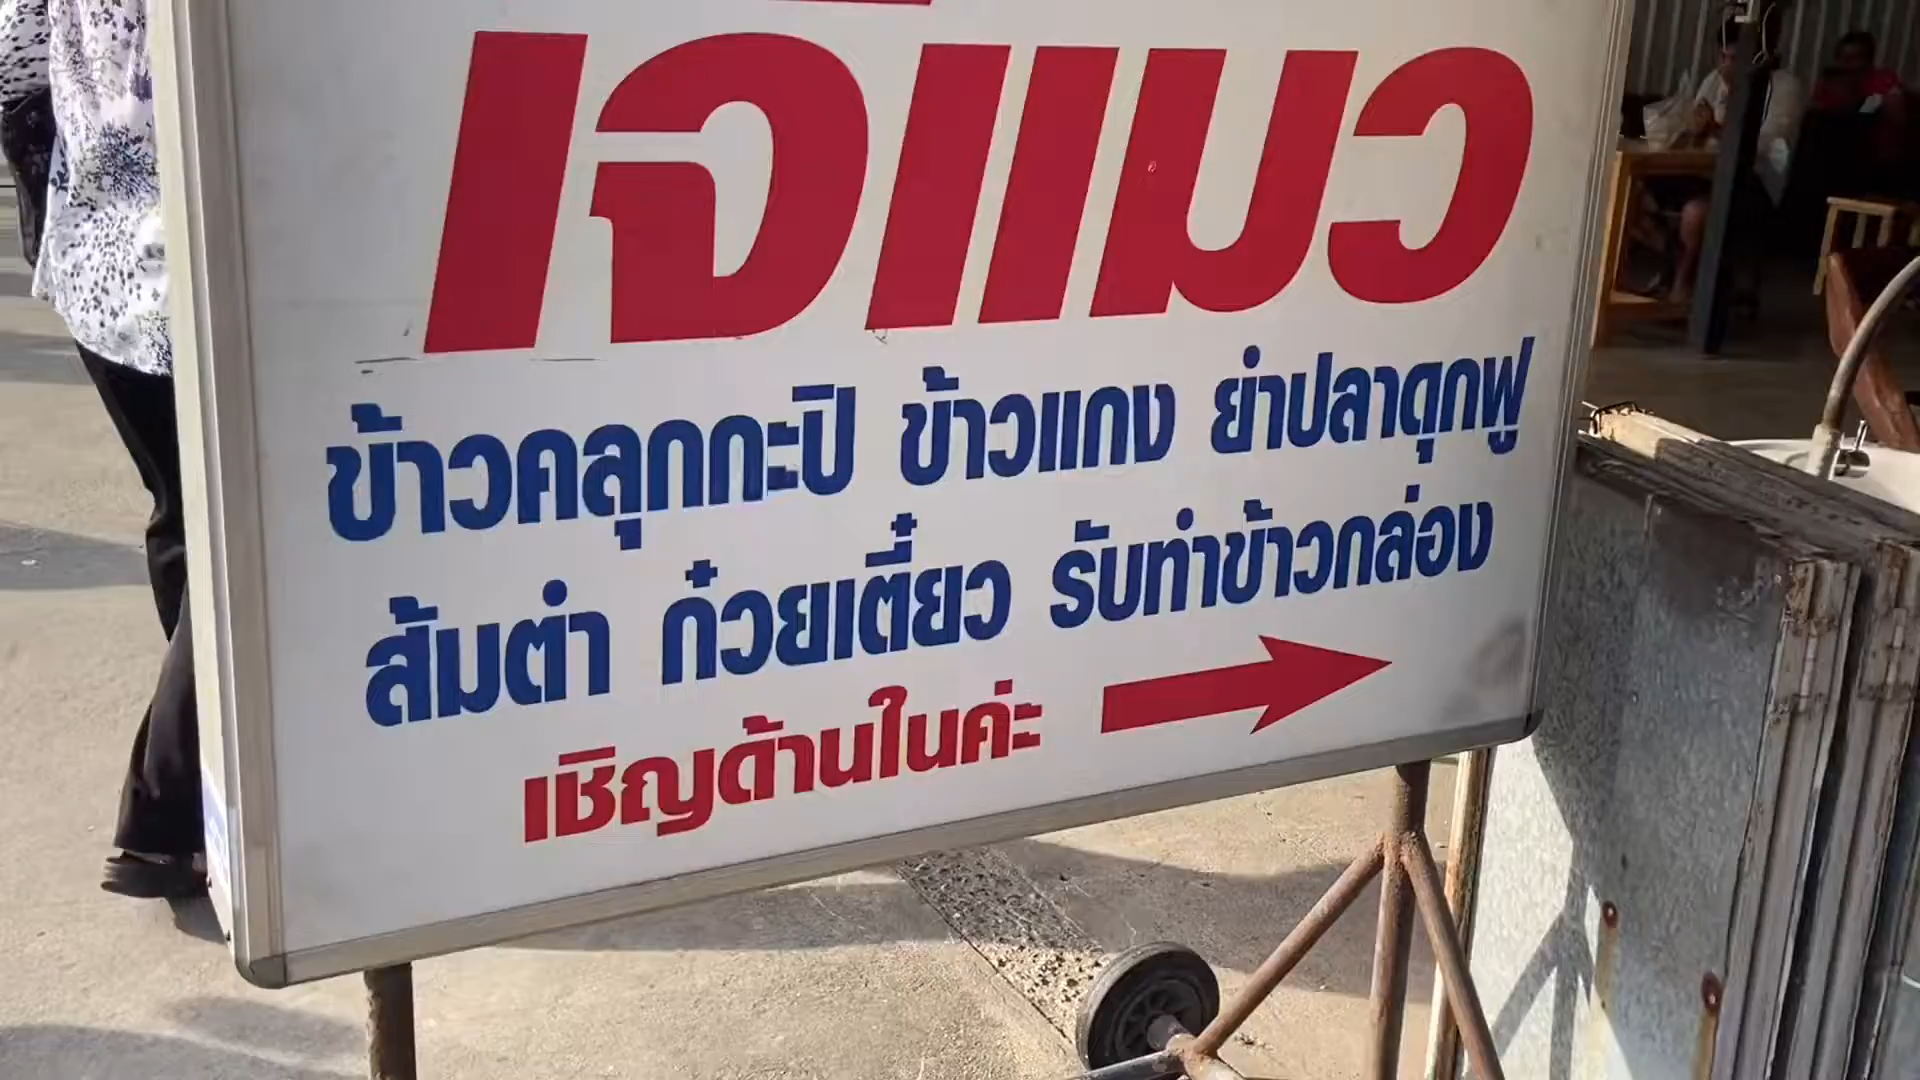 เจ๊แมว
ข้าวคลุกกะปิ ข้าวแกง ยำปลาดุกฟู
ส้มตำ ก๋วยเตี๋ยว รับทำข้าวกล่อง
เชิญด้านในค่ะ